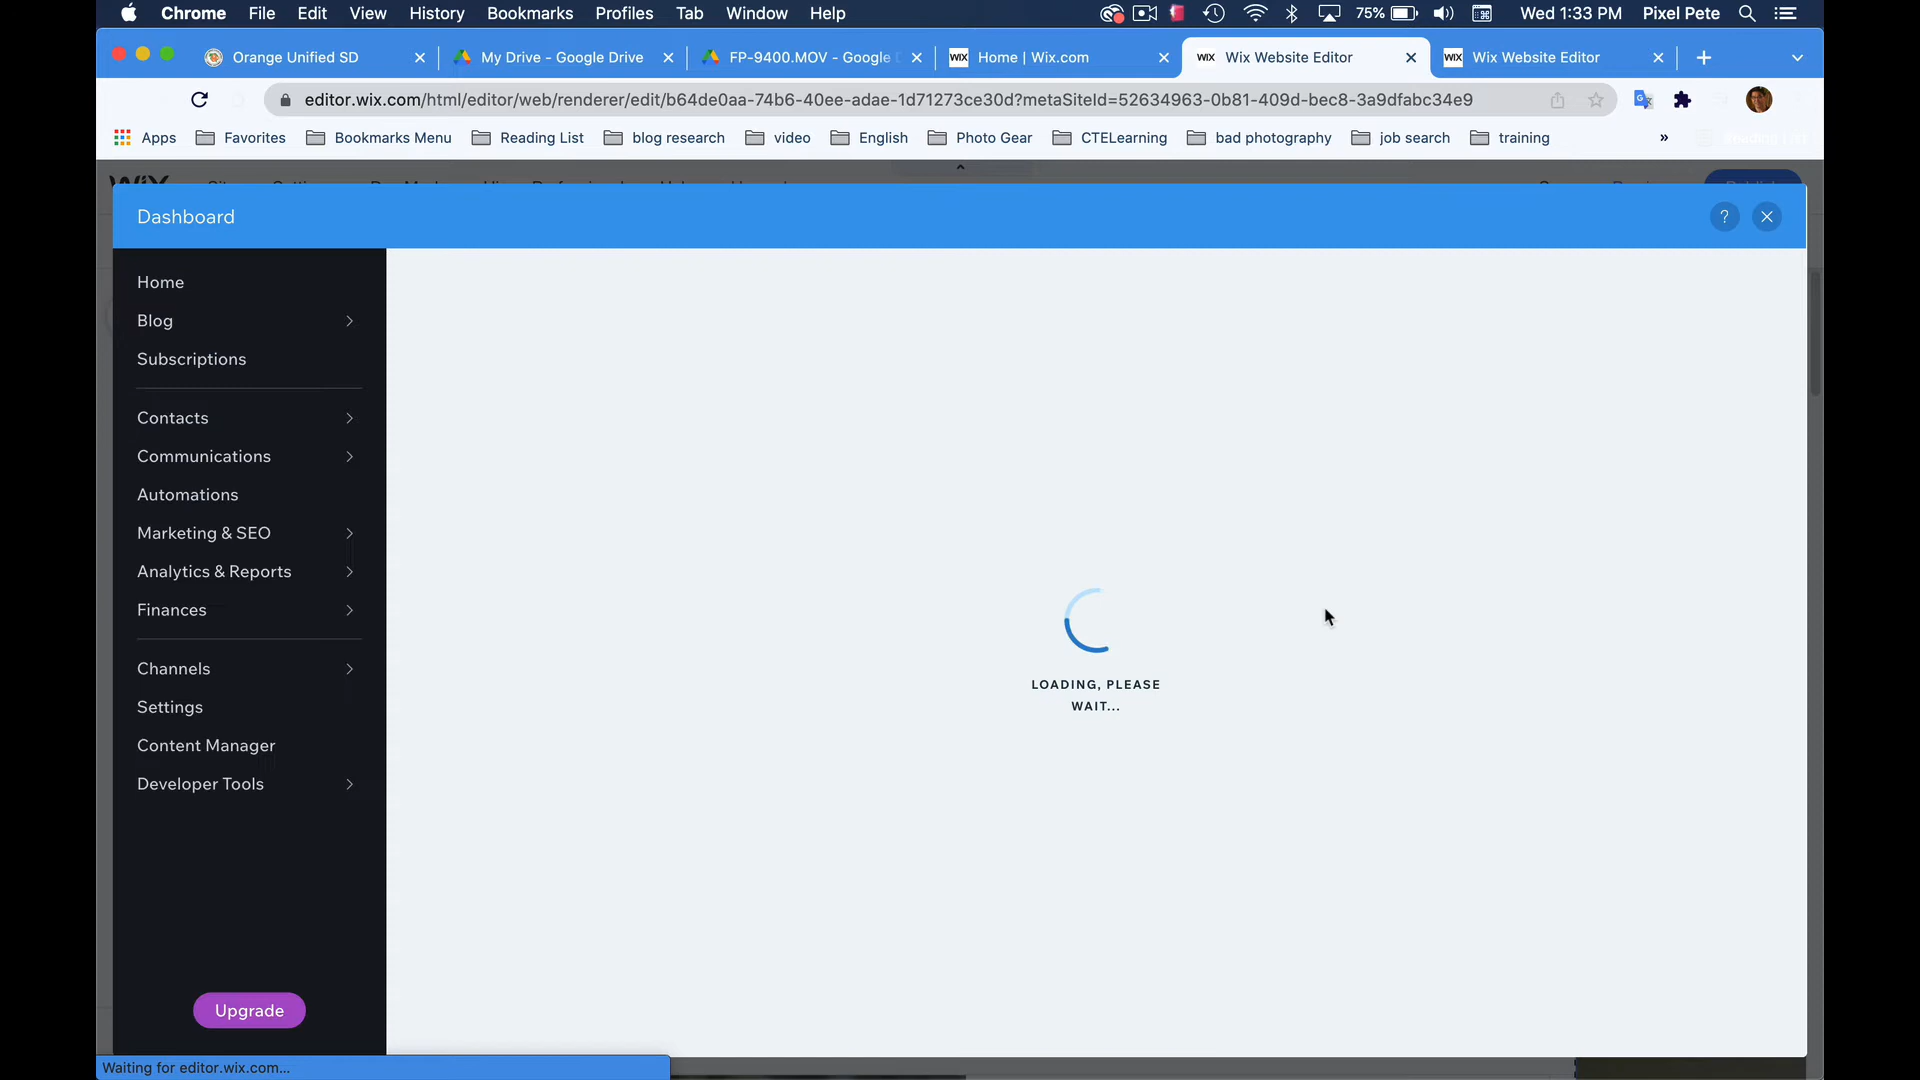 Chrome File Edit View History Bookmarks Profiles Tab Window Help 75% Wed 1:33 PM Pixel Pete
Orange Unified SD My Drive - Google Drive FP-9400.MOV - Google D WIX Home | Wix.com WIX Wix Website Editor WIX Wix Website Editor
editor.wix.com/html/editor/web/renderer/edit/b64de0aa-74b6-40ee-adae-1d71273ce30d?metaSiteId=52634963-0b81-409d-bec8-3a9dfabc34e9
Apps Favorites Bookmarks Menu Reading List blog research video English Photo Gear CTELearning bad photography job search training »
WiX
Dashboard ?
Home
Blog
Subscriptions
Contacts
Communications
Automations
Marketing & SEO
Analytics & Reports
Finances
Channels
Settings
Content Manager
Developer Tools
LOADING, PLEASE
WAIT...
Upgrade
Waiting for editor.wix.com...